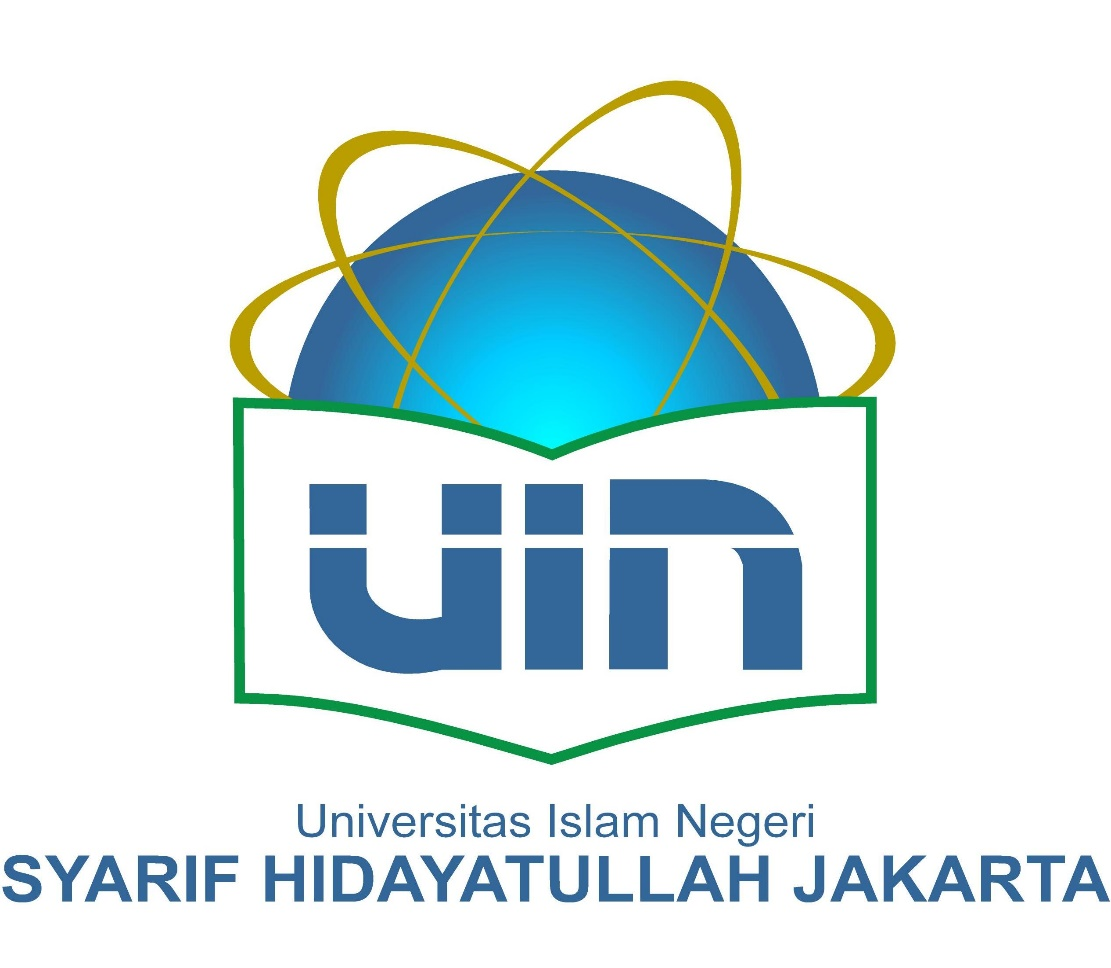 uin
Universitas Islam Negeri
SYARIF HIDAYATULLAH JAKARTA